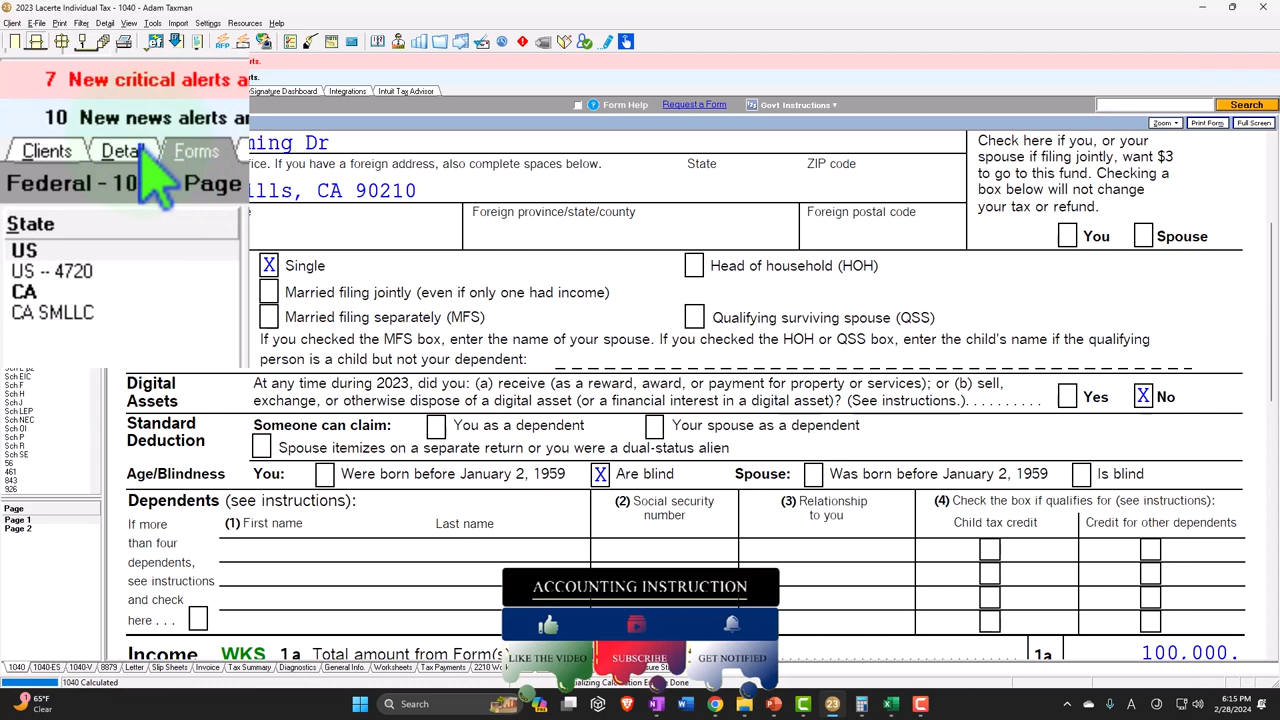 2023 Lacerte Individual Tax - 1040 - Adam Taxman
Client E-File Print Filter Detail View Tools Import Settings Resources Help
7 New critical alerts a
rts.
10 New news alerts a
ts.
Clients Detail Forms
eSignature Dashboard Integrations Intuit Tax Advisor
Form Help Request a Form Govt Instructions Search
Federal - 10 Page
Zoom Print Form Full Screen
State
US
US -- 4720
CA
CA SMLLC
Sch EIC
Sch F
Sch H
Sch J
Sch LEP
Sch NEC
Sch OI
Sch P
Sch R
Sch SE
56
461
843
926
Page
Page 1
Page 2
ming Dr
ice. If you have a foreign address, also complete spaces below. State ZIP code
ills, CA 90210
Foreign province/state/county Foreign postal code
Check here if you, or your
spouse if filing jointly, want $3
to go to this fund. Checking a
box below will not change
your tax or refund.
You Spouse
X Single Head of household (HOH)
Married filing jointly (even if only one had income)
Married filing separately (MFS) Qualifying surviving spouse (QSS)
If you checked the MFS box, enter the name of your spouse. If you checked the HOH or QSS box, enter the child's name if the qualifying
person is a child but not your dependent:
Digital Assets At any time during 2023, did you: (a) receive (as a reward, award, or payment for property or services); or (b) sell,
exchange, or otherwise dispose of a digital asset (or a financial interest in a digital asset)? (See instructions.) . . . . . . . . . Yes X No
Standard Deduction Someone can claim: You as a dependent Your spouse as a dependent
Spouse itemizes on a separate return or you were a dual-status alien
Age/Blindness You: Were born before January 2, 1959 X Are blind Spouse: Was born before January 2, 1959 Is blind
Dependents (see instructions): (2) Social security number (3) Relationship to you (4) Check the box if qualifies for (see instructions):
(1) First name Last name Child tax credit Credit for other dependents
If more
than four
dependents,
see instructions
and check
here . . .
Income WKS 1a Total amount from Form(s) 1a 100,000.
ACCOUNTING INSTRUCTION
LIKE THE VIDEO SUBSCRIBE GET NOTIFIED
1040 1040-ES 1040-V 8879 Letter Slip Sheets Invoice Tax Summary Diagnostics General Info. Worksheets Tax Payments 2210 Wor
1040 Calculated
65°F
Clear
Search
23
6:15 PM
2/28/2024